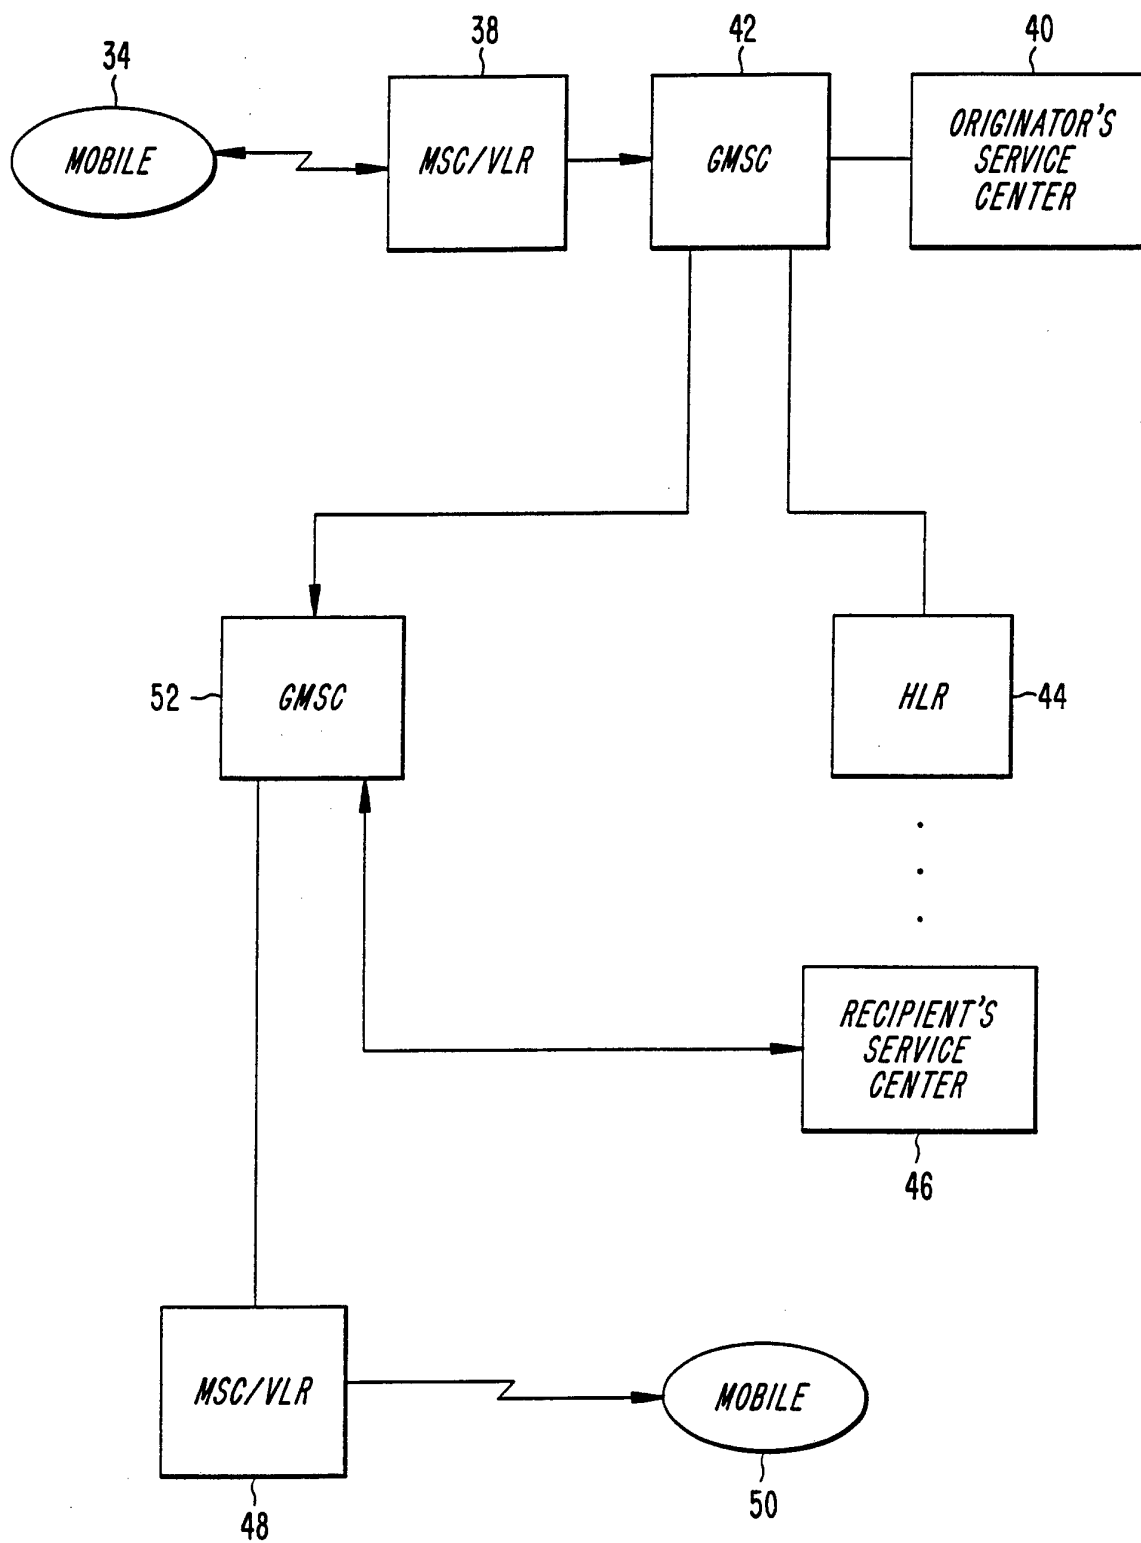 34
38
42
40
MOBILE
MSC/VLR
GMSC
ORIGINATOR'S
SERVICE
CENTER
52
GMSC
HLR
44
RECIPIENT'S
SERVICE
CENTER
46
MSC/VLR
MOBILE
48
50